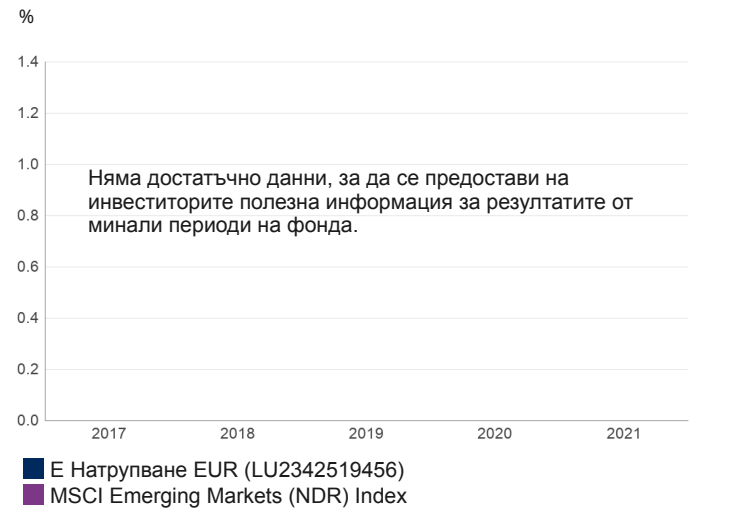 %
1.4
1.2
1.0
Няма достатъчно данни, за да се предостави на
инвеститорите полезна информация за резултатите от
0.8
минали периоди на фонда.
0.6
0.4
0.2
0.0
2017 2018 2019 2020 2021
Е Натрупване EUR (LU2342519456)
MSCI Emerging Markets (NDR) Index